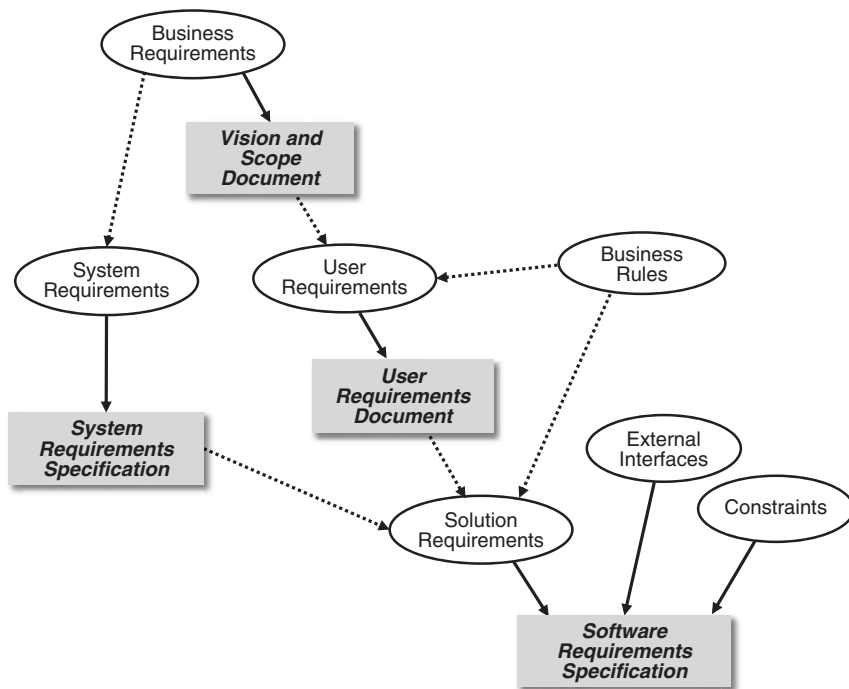 Business
Requirements
Vision and
Scope
Document
System
Requirements
User
Requirements
Business
Rules
User
Requirements
Document
System
Requirements
Specification
External
Interfaces
Constraints
Solution
Requirements
Software
Requirements
Specification